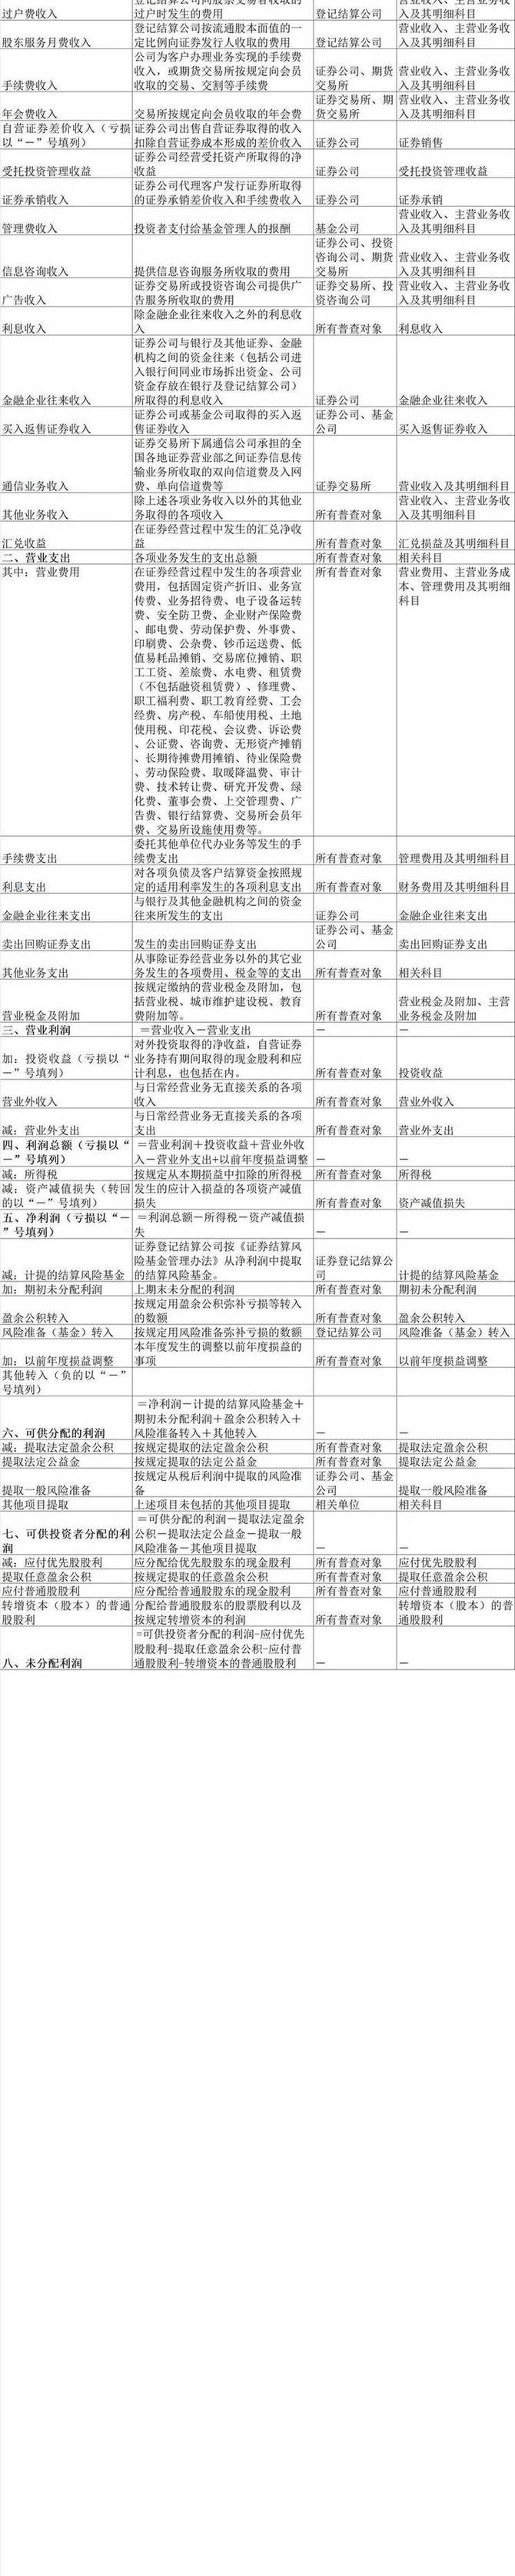 登记结算公司向股票交易者收取的 营业收入、主营业务收
过户费收入 过户时发生的费用 登记结算公司 入及其明细科目
登记结算公司按流通股本面值的一 营业收入、主营业务收
股东服务月费收入 定比例向证券发行人收取的费用 登记结算公司 入及其明细科目
公司为客户办理业务实现的手续费
收入，或期货交易所按规定向会员 证券公司、期货 营业收入、主营业务收
手续费收入 收取的交易、交割等手续费 交易所 入及其明细科目
证券交易所、期 营业收入、主营业务收
年会费收入 交易所按规定向会员收取的年会费 货交易所 入及其明细科目
自营证券差价收入（亏损 证券公司出售自营证券取得的收入
以“－”号填列） 扣除自营证券成本形成的差价收入 证券公司 证券销售
证券公司经营受托资产所取得的净
受托投资管理收益 收益 证券公司 受托投资管理收益
证券公司代理客户发行证券所取得
证券承销收入 的证券承销差价收入和手续费收入 证券公司 证券承销
营业收入、主营业务收
管理费收入 投资者支付给基金管理人的报酬 基金公司 入及其明细科目
证券公司、投资
咨询公司、期货 营业收入、主营业务收
信息咨询收入 提供信息咨询服务所收取的费用 交易所 入及其明细科目
证券交易所或投资咨询公司提供广 证券交易所、投 营业收入、主营业务收
广告收入 告服务所收取的费用 资咨询公司 入及其明细科目
除金融企业往来收入之外的利息收
利息收入 入 所有普查对象 利息收入
证券公司与银行及其他证券、金融
机构之间的资金往来（包括公司进
入银行间同业市场拆出资金、公司
资金存放在银行及登记结算公司）
金融企业往来收入 所取得的利息收入 证券公司 金融企业往来收入
证券公司或基金公司取得的买入返 证券公司、基金
买入返售证券收入 售证券收入 公司 买入返售证券收入
证券交易所下属通信公司承担的全
国各地证券营业部之间证券信息传
输业务所收取的双向信道费及入网
通信业务收入 费、单向信道费等 证券交易所 营业收入及其明细科目
除上述各项业务收入以外的其他业 营业收入、主营业务收
其他业务收入 务取得的各项收入 所有普查对象 入及其明细科目
在证券经营过程中发生的汇兑净收
汇兑收益 益 所有普查对象 汇兑损益及其明细科目
二、营业支出 各项业务发生的支出总额 所有普查对象 相关科目
其中：营业费用 在证券经营过程中发生的各项营业 所有普查对象 营业费用、主营业务成
费用，包括固定资产折旧、业务宣 本、管理费用及其明细
传费、业务招待费、电子设备运转 科目
费、安全防卫费、企业财产保险费
、邮电费、劳动保护费、外事费、
印刷费、公杂费、钞币运送费、低
值易耗品摊销、交易席位摊销、职
工工资、差旅费、水电费、租赁费
（不包括融资租赁费）、修理费、
职工福利费、职工教育经费、工会
经费、房产税、车船使用税、土地
使用税、印花税、会议费、诉讼费
、公证费、咨询费、无形资产摊销
、长期待摊费用摊销、待业保险费
、劳动保险费、取暖降温费、审计
费、技术转让费、研究开发费、绿
化费、董事会费、上交管理费、广
告费、银行结算费、交易所会员年
费、交易所设施使用费等。
委托其他单位代办业务等发生的手
手续费支出 续费支出 所有普查对象 管理费用及其明细科目
对各项负债及客户结算资金按照规
利息支出 定的适用利率发生的各项利息支出 所有普查对象 财务费用及其明细科目
与银行及其他金融机构之间的资金
金融企业往来支出 往来所发生的支出 证券公司 金融企业往来支出
证券公司、基金
卖出回购证券支出 发生的卖出回购证券支出 公司 卖出回购证券支出
从事除证券经营业务以外的其它业
其他业务支出 务发生的各项费用、税金等的支出 所有普查对象 相关科目
按规定缴纳的营业税金及附加，包
括营业税、城市维护建设税、教育 营业税金及附加、主营
营业税金及附加 费附加等。 所有普查对象 业务税金及附加
三、营业利润 ＝营业收入－营业支出 － －
对外投资取得的净收益，自营证券
加：投资收益（亏损以“ 业务持有期间取得的现金股利和应
－”号填列） 计利息，也包括在内。 所有普查对象 投资收益
与日常经营业务无直接关系的各项
营业外收入 收入 所有普查对象 营业外收入
与日常经营业务无直接关系的各项
减：营业外支出 支出 所有普查对象 营业外支出
四、利润总额（亏损以“ ＝营业利润＋投资收益＋营业外收
－”号填列） 入－营业外支出+以前年度损益调整 － －
减：所得税 按规定从本期损益中扣除的所得税 所有普查对象 所得税
减：资产减值损失（转回 发生的应计入损益的各项资产减值
的以“－”号填列） 损失 所有普查对象 资产减值损失
五、净利润（亏损以“－ ＝利润总额－所得税－资产减值损
”号填列） 失 － －
证券登记结算公司按《证券结算风
险基金管理办法》从净利润中提取 证券登记结算公
减：计提的结算风险基金 的结算风险基金。 司 计提的结算风险基金
加：期初未分配利润 上期末未分配的利润 所有普查对象 期初未分配利润
按规定用盈余公积弥补亏损等转入
盈余公积转入 的数额 所有普查对象 盈余公积转入
风险准备（基金）转入 按规定用风险准备弥补亏损的数额 登记结算公司 风险准备（基金）转入
本年度发生的调整以前年度损益的
加：以前年度损益调整 事项 所有普查对象 以前年度损益调整
其他转入（负的以“－”
号填列）
＝净利润－计提的结算风险基金＋
期初未分配利润＋盈余公积转入＋
六、可供分配的利润 风险准备转入＋其他转入 － －
减：提取法定盈余公积 按规定提取的法定盈余公积 所有普查对象 提取法定盈余公积
提取法定公益金 按规定提取的法定公益金 所有普查对象 提取法定公益金
按规定从税后利润中提取的风险准 证券公司、基金
提取一般风险准备 备 公司 提取一般风险准备
其他项目提取 上述项目未包括的其他项目提取 相关单位 相关科目
＝可供分配的利润－提取法定盈余
七、可供投资者分配的利 公积－提取法定公益金－提取一般
润 风险准备－其他项目提取 － －
减：应付优先股股利 应分配给优先股股东的现金股利 所有普查对象 应付优先股股利
提取任意盈余公积 按规定提取的任意盈余公积 所有普查对象 提取任意盈余公积
应付普通股股利 应分配给普通股股东的现金股利 所有普查对象 应付普通股股利
转增资本（股本）的普通 分配给普通股股东的股票股利以及 转增资本（股本）的普
股股利 按规定转增资本的利润 所有普查对象 通股股利
=可供投资者分配的利润-应付优先
股股利-提取任意盈余公积-应付普
八、未分配利润 通股股利-转增资本的普通股股利 － －